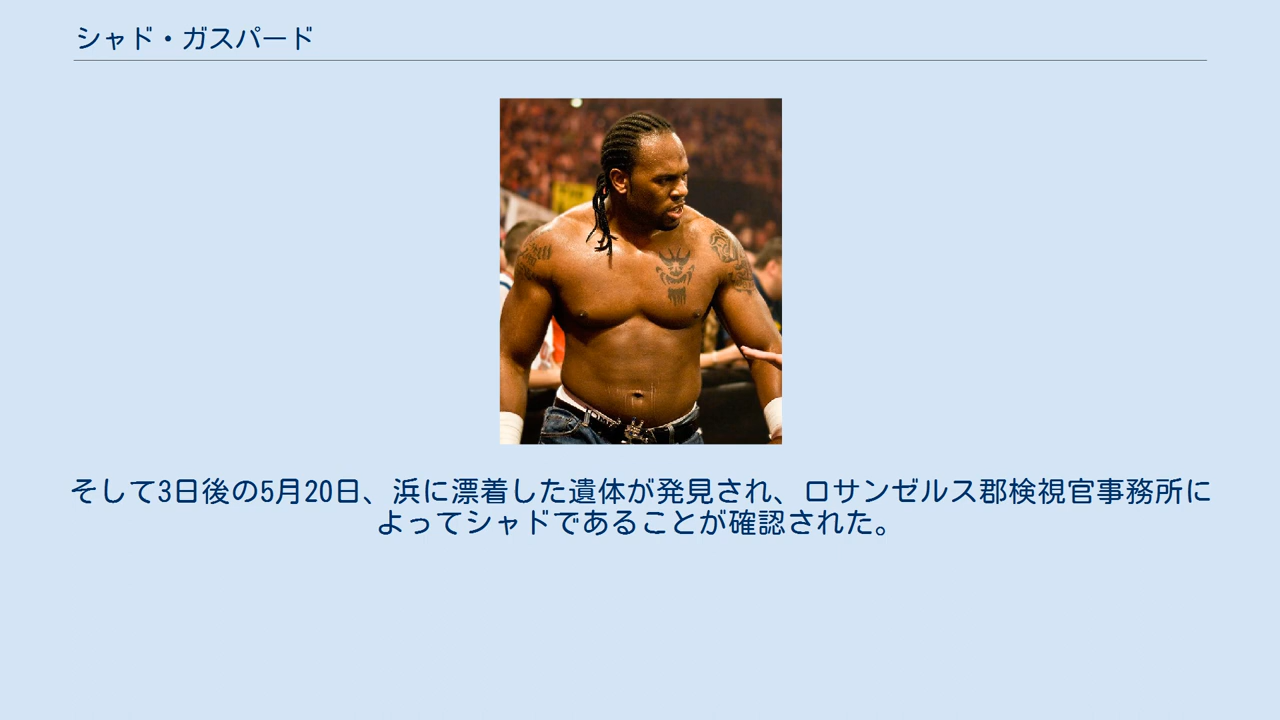 シャド・ガスパード
そして3日後の5月20日、浜に漂着した遺体が発見され、ロサンゼルス郡検視官事務所に
よってシャドであることが確認された。